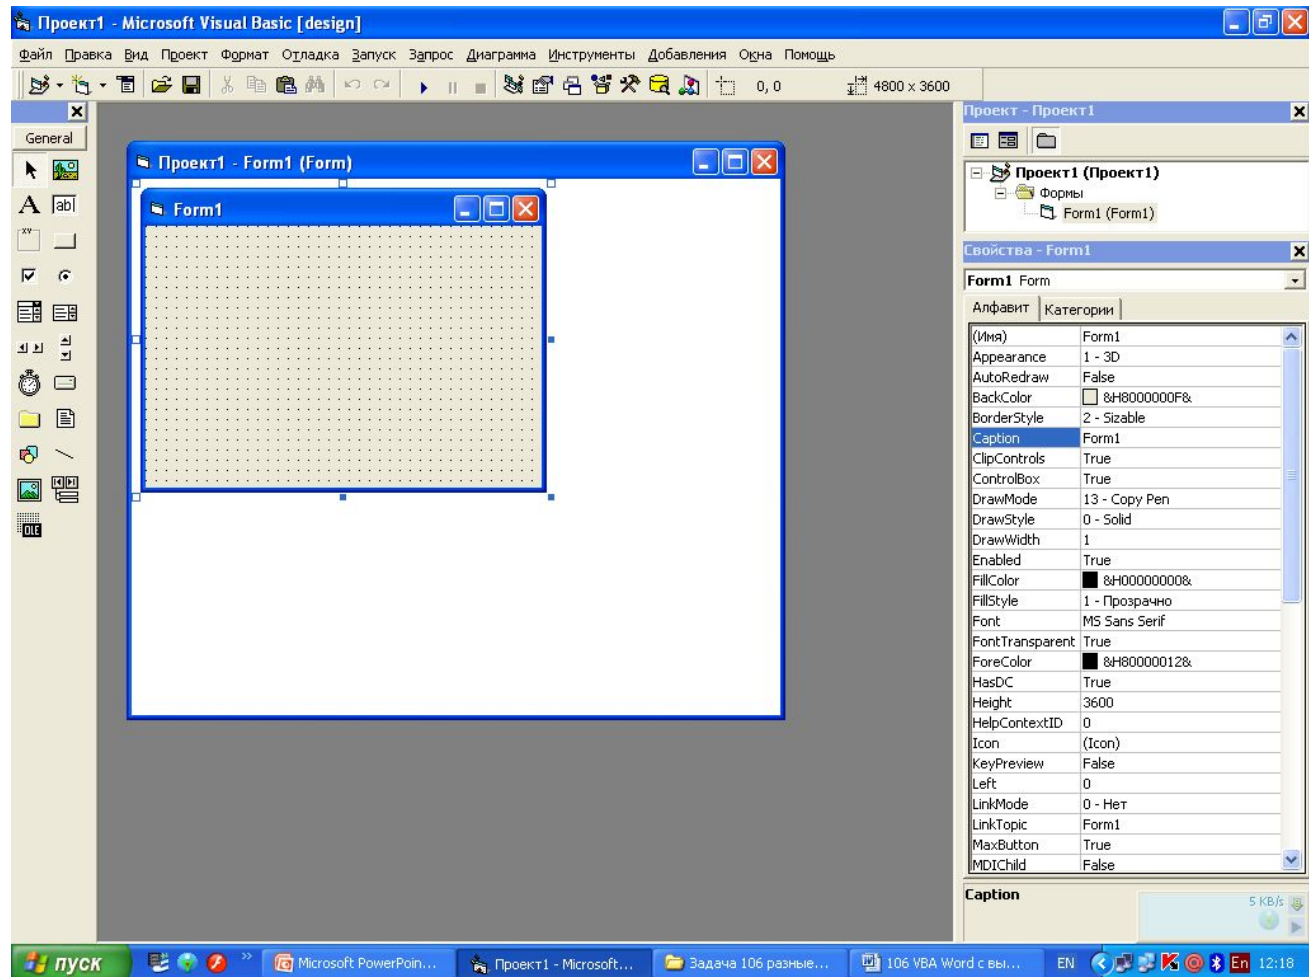 Проект1 - Microsoft Visual Basic [design]
Файл Правка Вид Проект Формат Отладка Запуск Запрос Диаграмма Инструменты Добавления Окна Помощь
0, 0 4800 x 3600
General
A ab|
XY
OLE
Проект1 - Form1 (Form)
Form1
Проект - Проект1
Проект1 (Проект1)
Формы
Form1 (Form1)
Свойства - Form1
Form1 Form
Алфавит Категории
(Имя) Form1
Appearance 1 - 3D
AutoRedraw False
BackColor &H8000000F&
BorderStyle 2 - Sizable
Caption Form1
ClipControls True
ControlBox True
DrawMode 13 - Copy Pen
DrawStyle 0 - Solid
DrawWidth 1
Enabled True
FillColor &H00000000&
FillStyle 1 - Прозрачно
Font MS Sans Serif
FontTransparent True
ForeColor &H80000012&
HasDC True
Height 3600
HelpContextID 0
Icon (Icon)
KeyPreview False
Left 0
LinkMode 0 - Нет
LinkTopic Form1
MaxButton True
MDIChild False
Caption
5 KB/s
пуск » Microsoft PowerPoin... Проект1 - Microsoft... Задача 106 разные... 106 VBA Word с вы... EN En 12:18